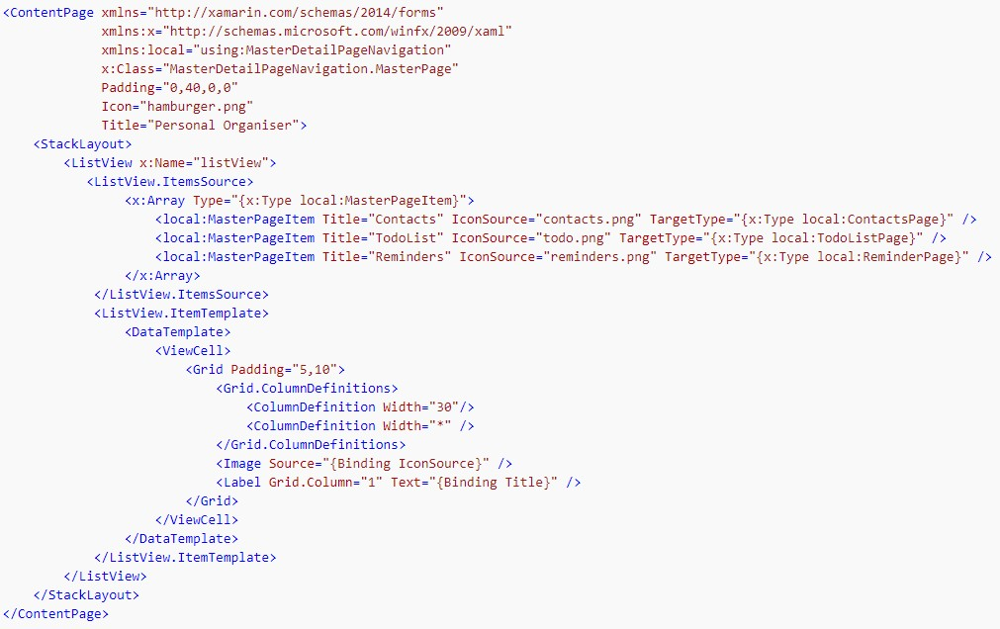 <ContentPage xmlns="http://xamarin.com/schemas/2014/forms"
             xmlns:x="http://schemas.microsoft.com/winfx/2009/xaml"
             xmlns:local="using:MasterDetailPageNavigation"
             x:Class="MasterDetailPageNavigation.MasterPage"
             Padding="0,40,0,0"
             Icon="hamburger.png"
             Title="Personal Organiser">
    <StackLayout>
        <ListView x:Name="listView">
           <ListView.ItemsSource>
                <x:Array Type="{x:Type local:MasterPageItem}">
                    <local:MasterPageItem Title="Contacts" IconSource="contacts.png" TargetType="{x:Type local:ContactsPage}" />
                    <local:MasterPageItem Title="TodoList" IconSource="todo.png" TargetType="{x:Type local:TodoListPage}" />
                    <local:MasterPageItem Title="Reminders" IconSource="reminders.png" TargetType="{x:Type local:ReminderPage}" />
                </x:Array>
            </ListView.ItemsSource>
            <ListView.ItemTemplate>
                <DataTemplate>
                    <ViewCell>
                        <Grid Padding="5,10">
                            <Grid.ColumnDefinitions>
                                <ColumnDefinition Width="30"/>
                                <ColumnDefinition Width="*" />
                            </Grid.ColumnDefinitions>
                            <Image Source="{Binding IconSource}" />
                            <Label Grid.Column="1" Text="{Binding Title}" />
                        </Grid>
                    </ViewCell>
                </DataTemplate>
            </ListView.ItemTemplate>
        </ListView>
    </StackLayout>
</ContentPage>